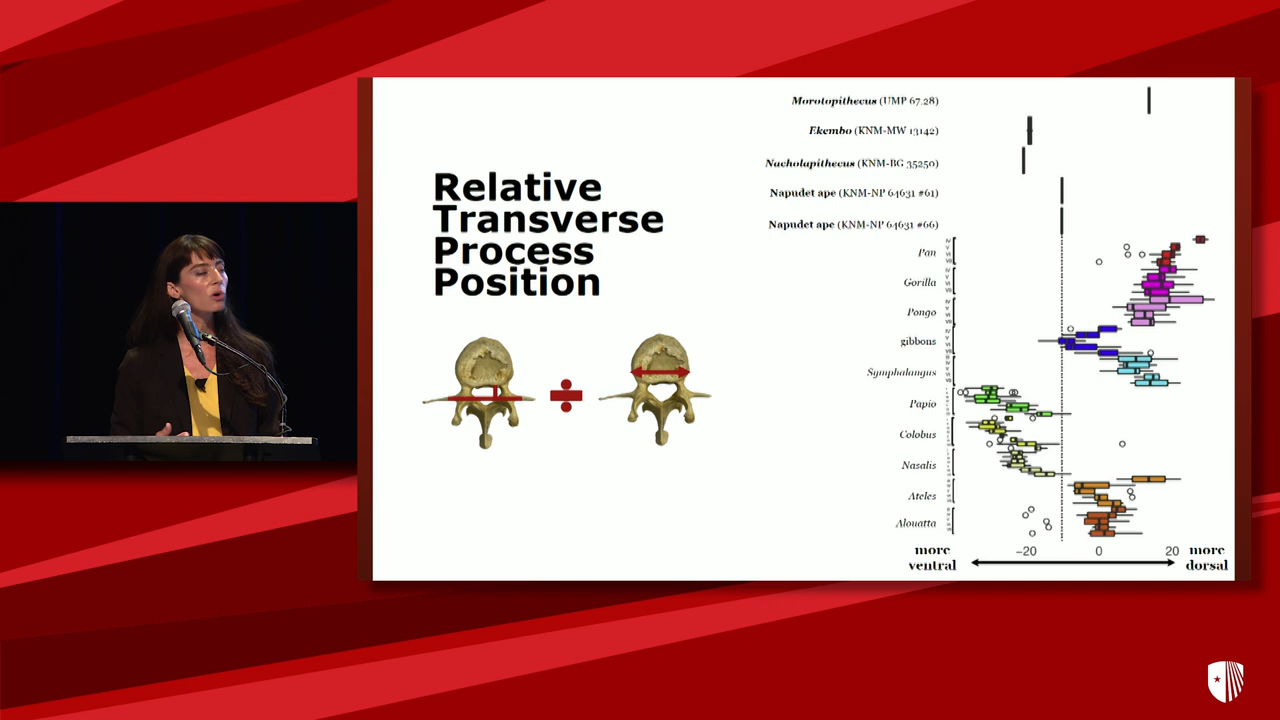 Relative
Transverse
Process
Position
Morotopithecus (UMP 67.28)
Ekembo (KNM-MW 13142)
Nacholapithecus (KNM-BG 35250)
Napudet ape (KNM-NP 64631 #61)
Napudet ape (KNM-NP 64631 #66)
Pan
Gorilla
Pongo
gibbons
Symphalangus
Papio
Colobus
Nasalis
Ateles
Alouatta
more
ventral
−20 0 20
more
dorsal